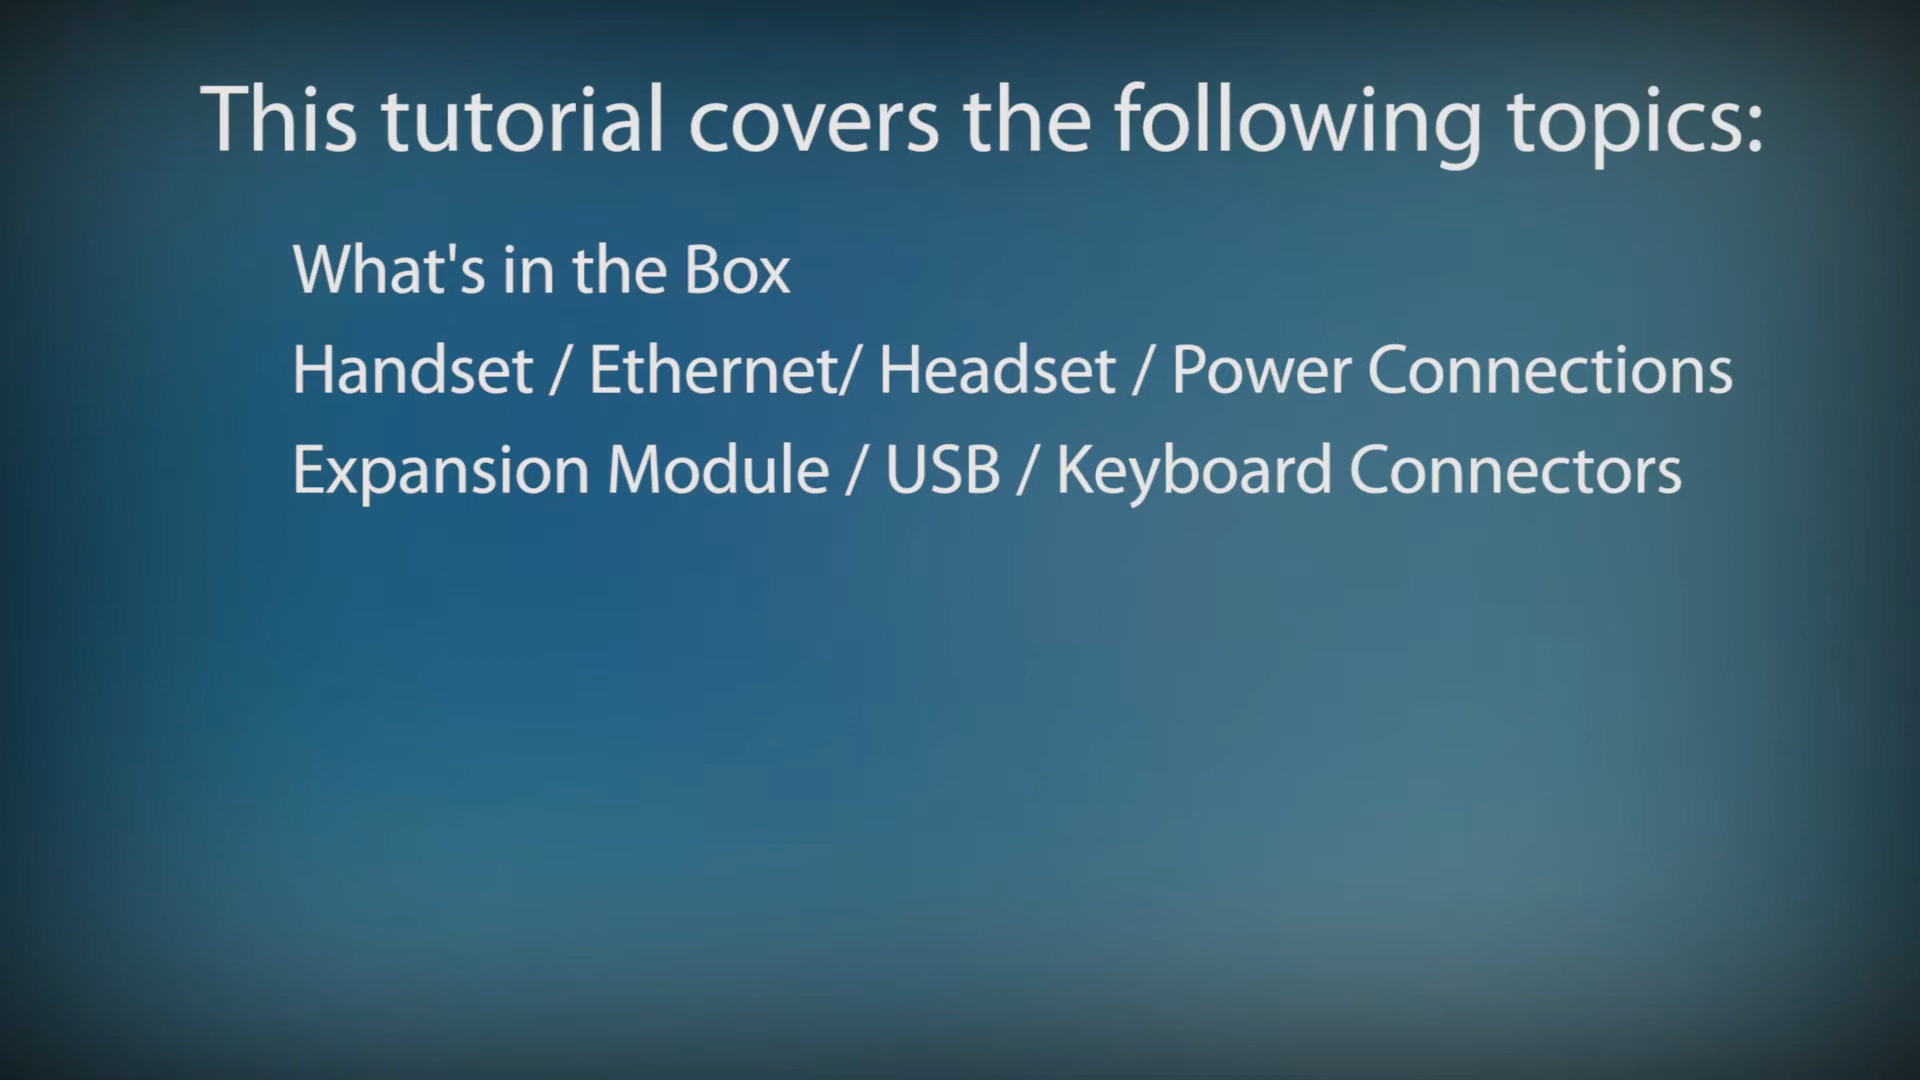 This tutorial covers the following topics:
What's in the Box
Handset / Ethernet/ Headset / Power Connections
Expansion Module / USB / Keyboard Connectors